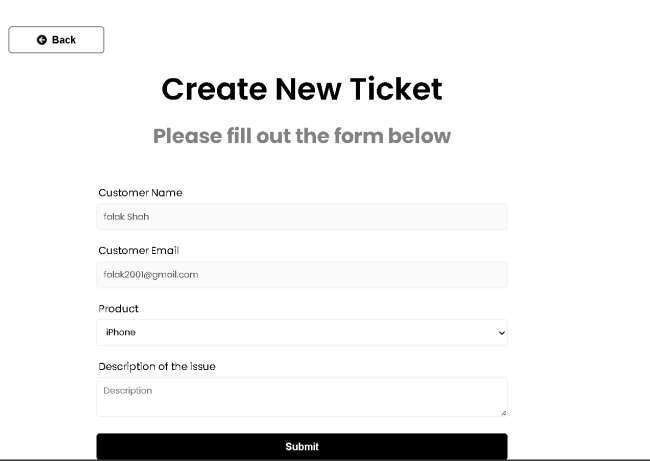 Back
Create New Ticket
Please fill out the form below
Customer Name
falak Shah
Customer Email
falak2001@gmail.com
Product
iPhone
Description of the issue
Description
Submit